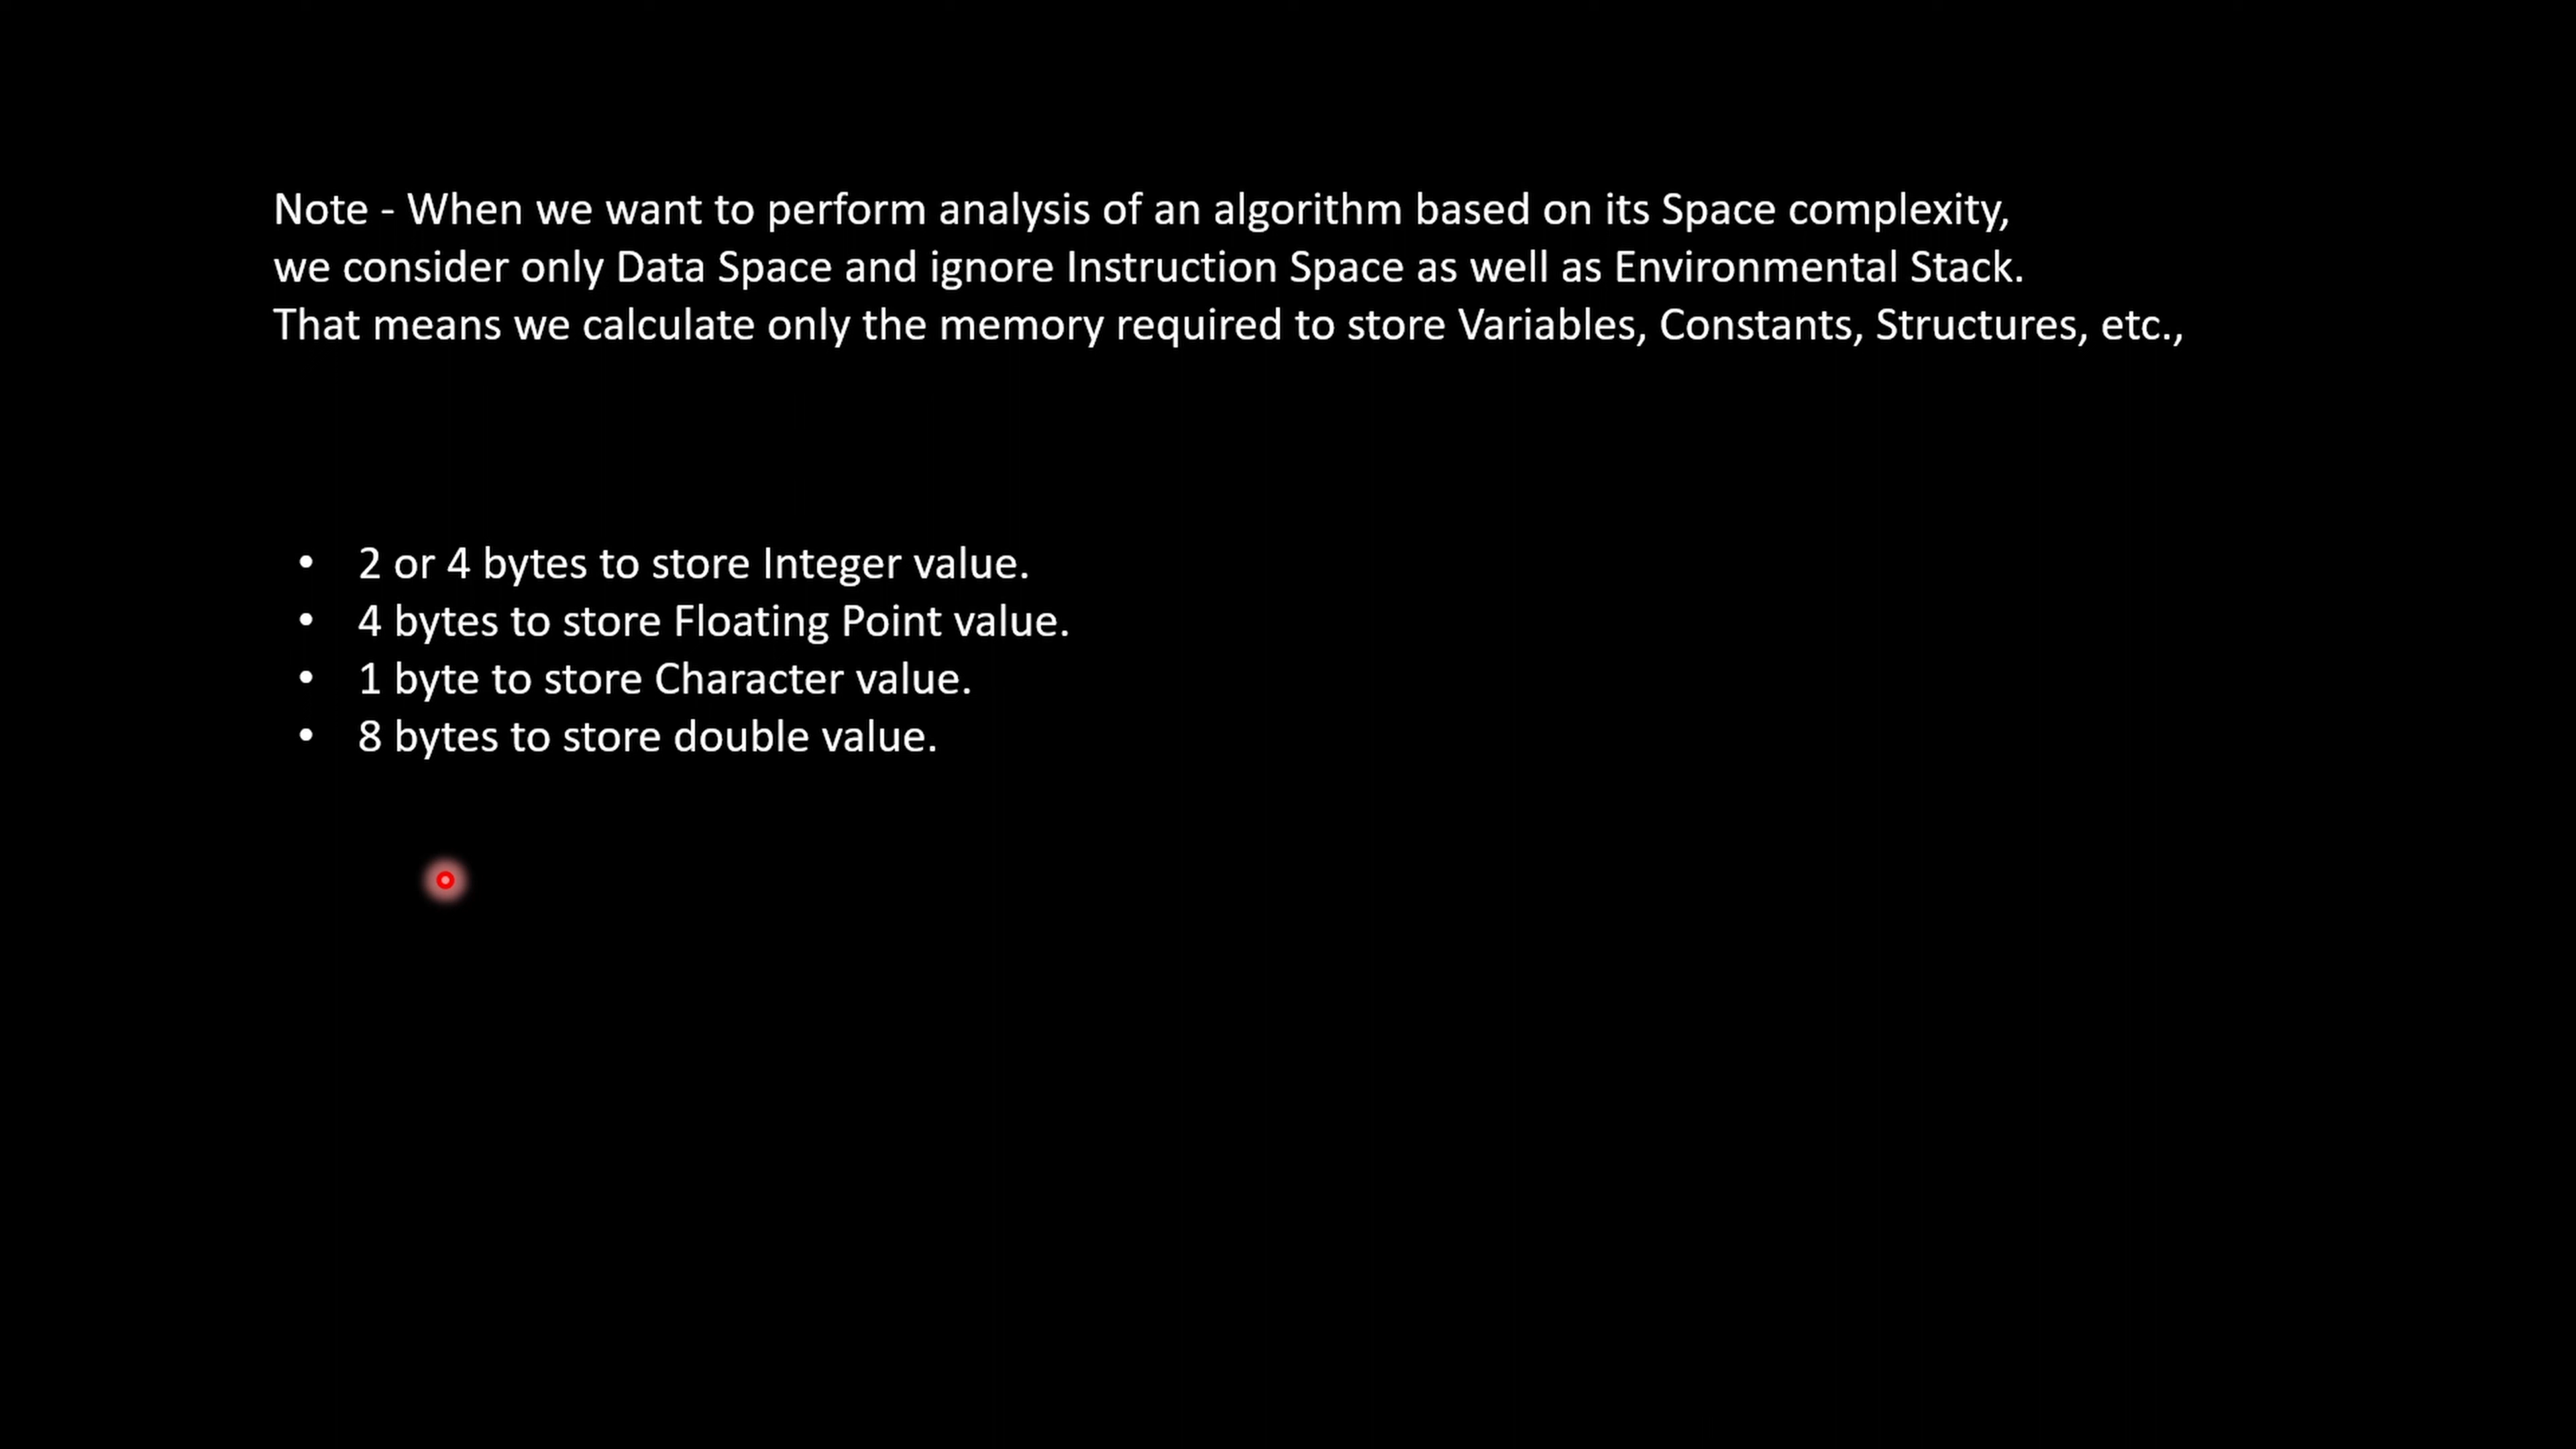 Note - When we want to perform analysis of an algorithm based on its Space complexity,
we consider only Data Space and ignore Instruction Space as well as Environmental Stack.
That means we calculate only the memory required to store Variables, Constants, Structures, etc.,
• 2 or 4 bytes to store Integer value.
• 4 bytes to store Floating Point value.
• 1 byte to store Character value.
• 8 bytes to store double value.